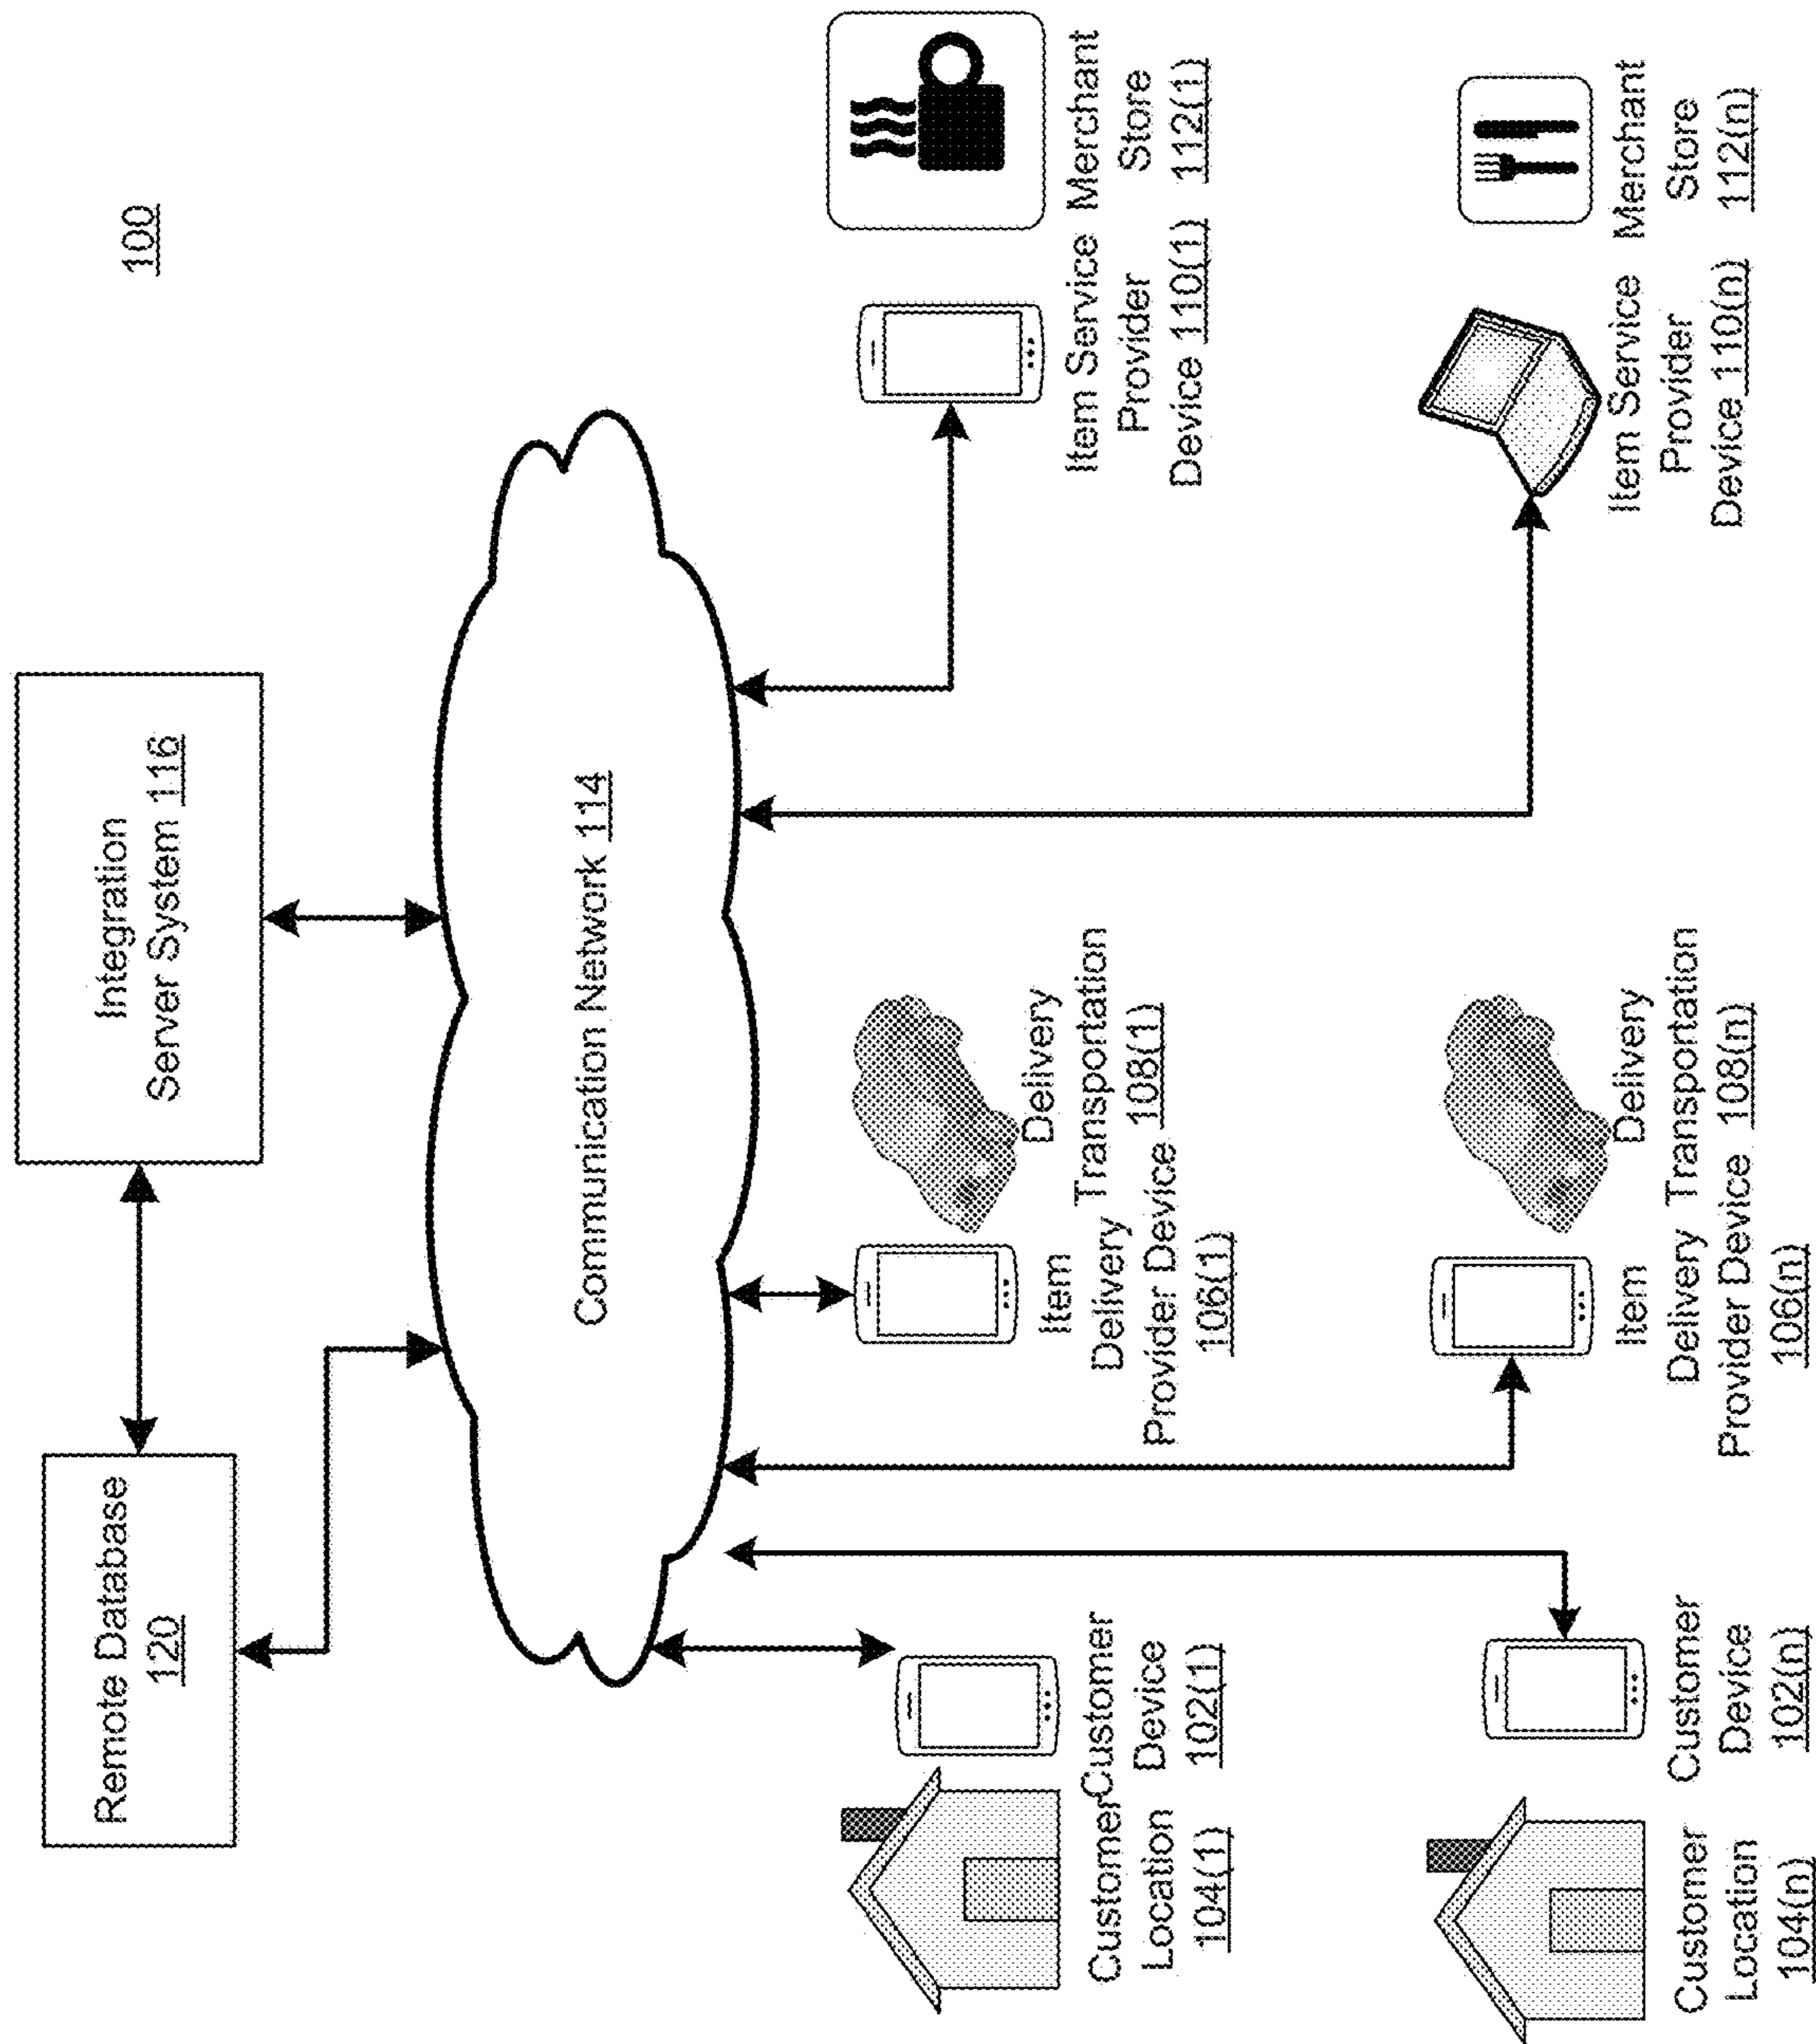 100
Remote Database
120
Integration
Server System 116
Communication Network 114
Customer
Location
104(1)
Customer
Device
102(1)
Item
Delivery
Provider Device
106(1)
Delivery
Transportation
108(1)
Item Service
Provider
Device 110(1)
Merchant
Store
112(1)
Customer
Location
104(n)
Customer
Device
102(n)
Item
Delivery
Provider Device
106(n)
Delivery
Transportation
108(n)
Item Service
Provider
Device 110(n)
Merchant
Store
112(n)